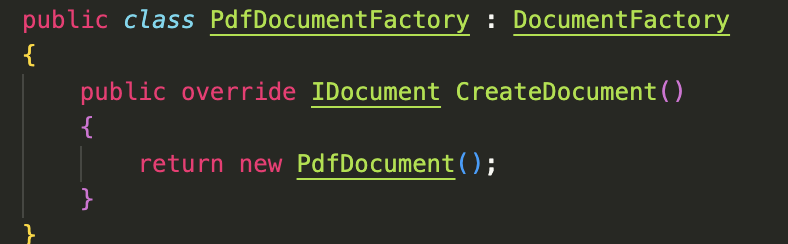 public class PdfDocumentFactory : DocumentFactory
{
    public override IDocument CreateDocument()
    {
        return new PdfDocument();
    }
}